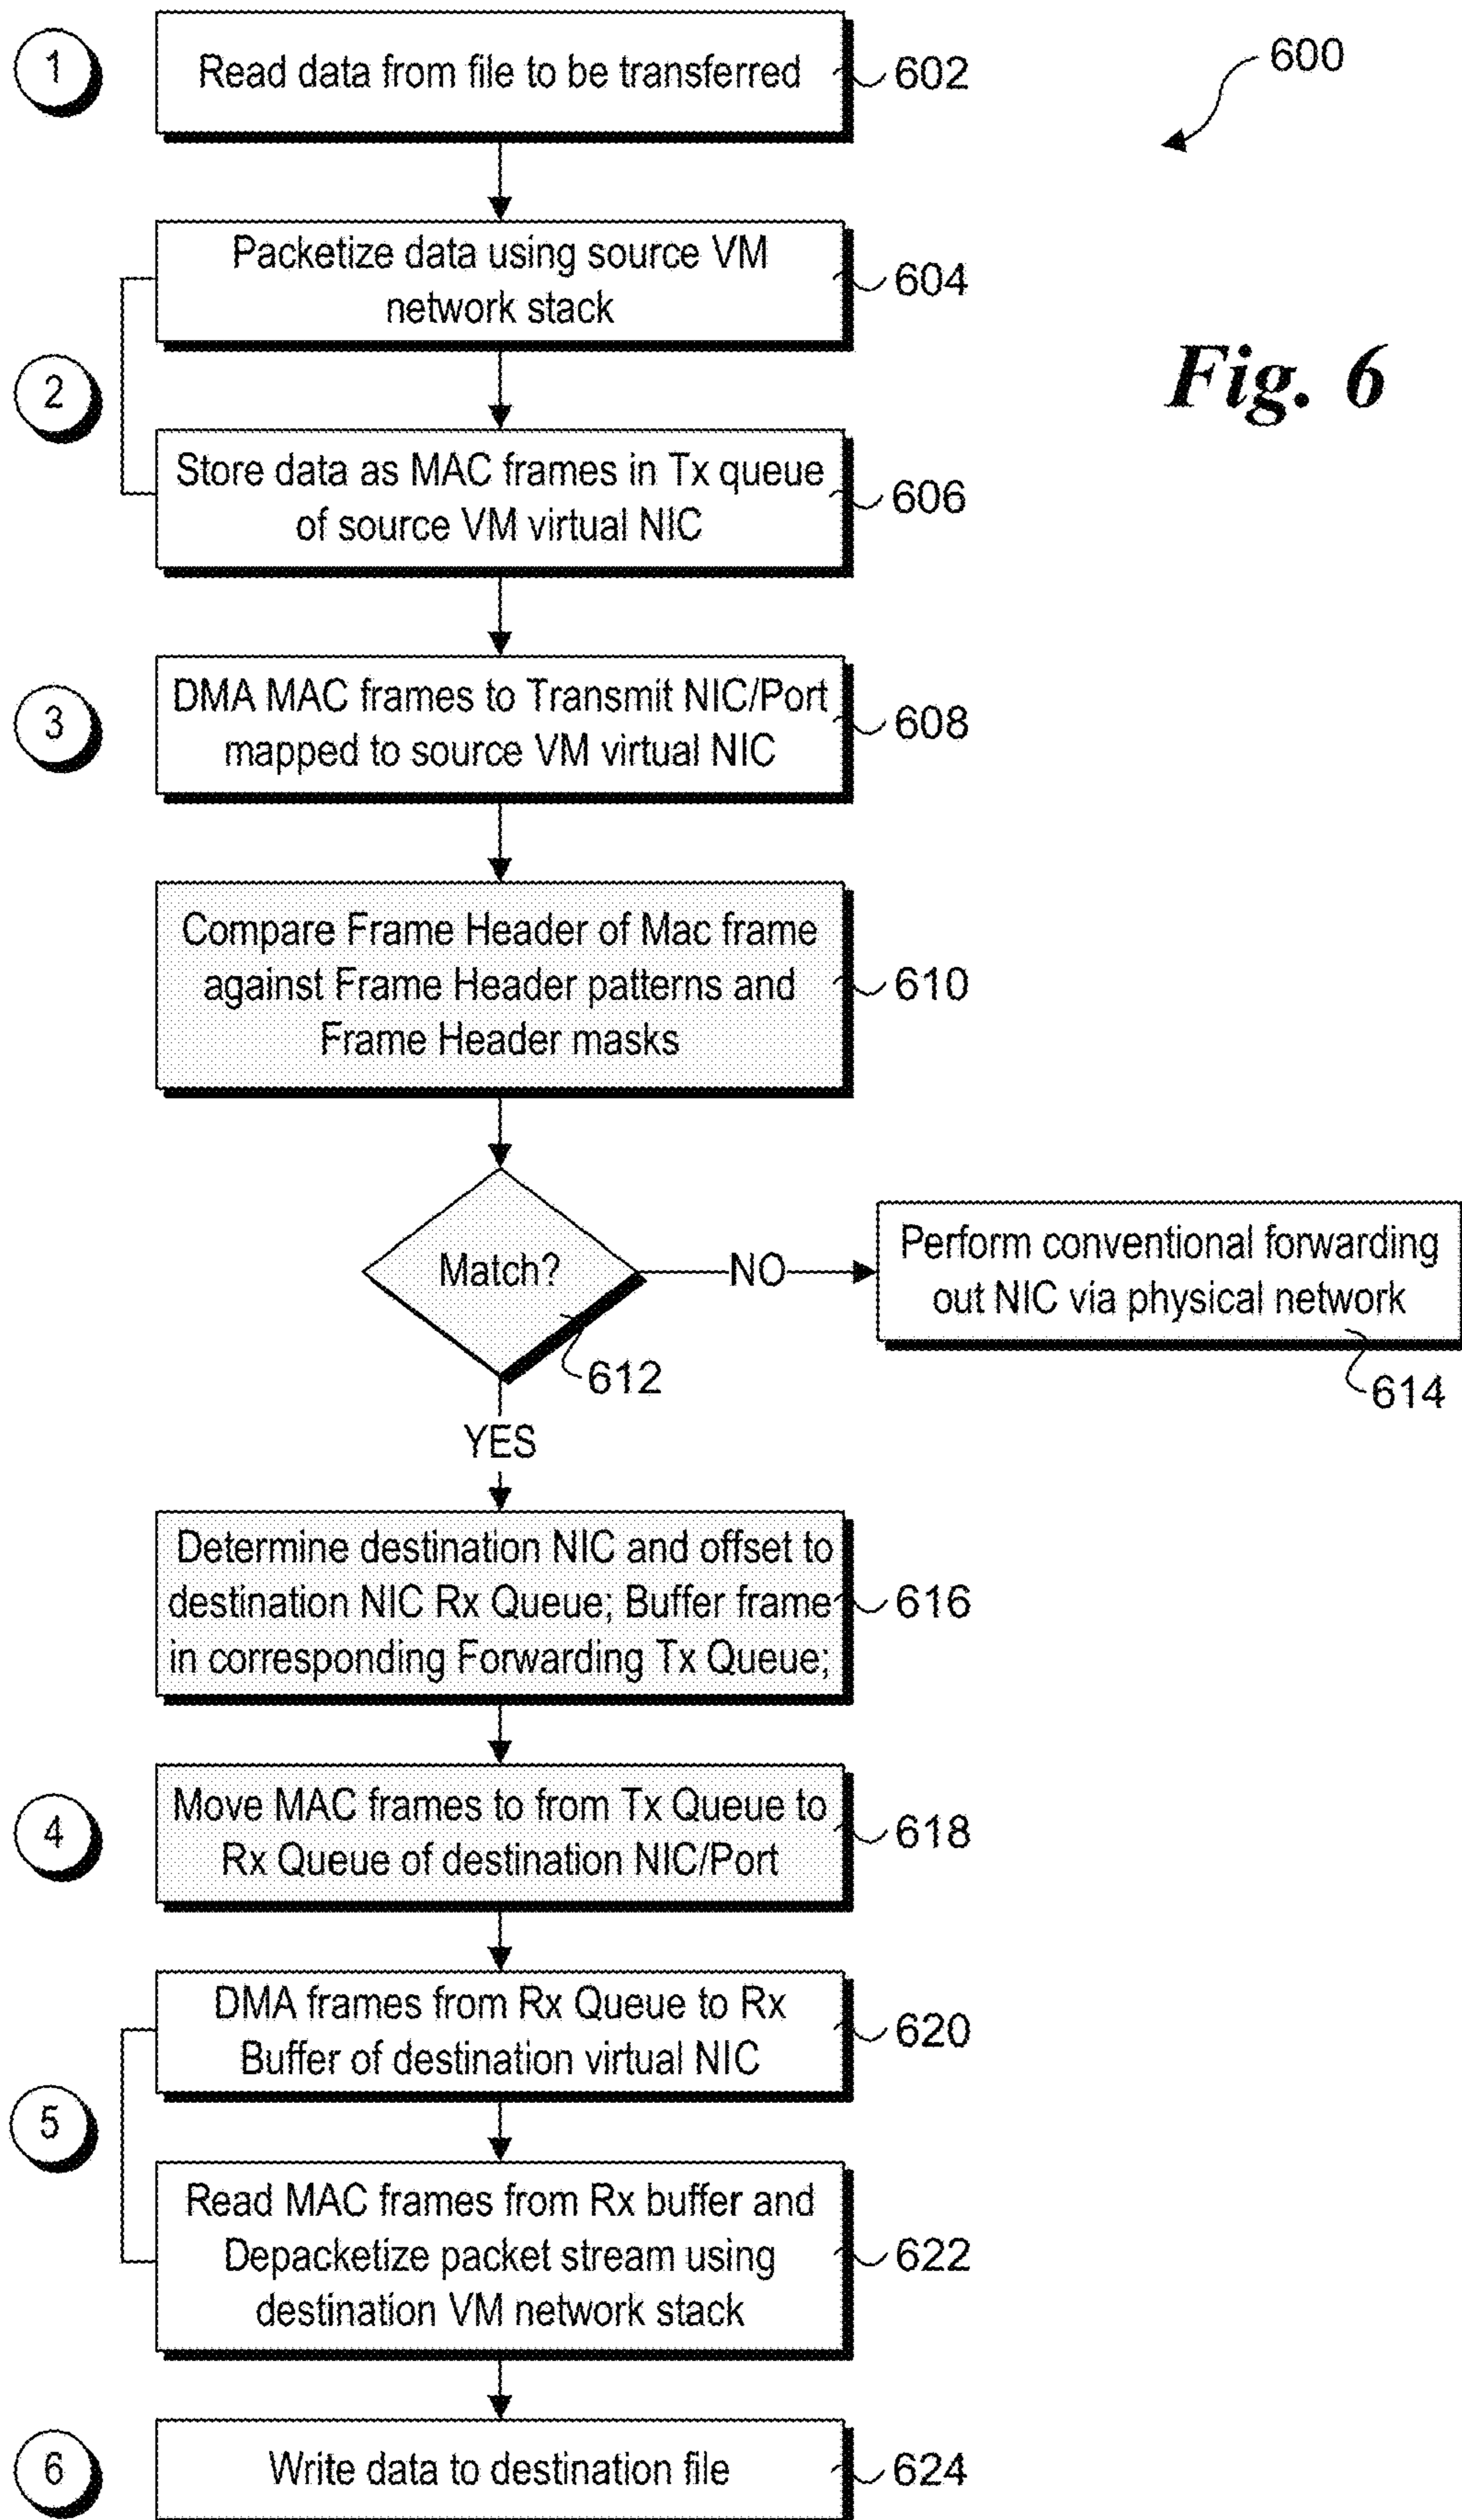 1
Read data from file to be transferred
602
600
Packetize data using source VM
network stack
604
2
Fig. 6
Store data as MAC frames in Tx queue
of source VM virtual NIC
606
3
DMA MAC frames to Transmit NIC/Port
mapped to source VM virtual NIC
608
Compare Frame Header of Mac frame
against Frame Header patterns and
Frame Header masks
610
Match?
NO
Perform conventional forwarding
out NIC via physical network
612
614
YES
Determine destination NIC and offset to
destination NIC Rx Queue; Buffer frame
in corresponding Forwarding Tx Queue;
616
4
Move MAC frames to from Tx Queue to
Rx Queue of destination NIC/Port
618
DMA frames from Rx Queue to Rx
Buffer of destination virtual NIC
620
5
Read MAC frames from Rx buffer and
Depacketize packet stream using
destination VM network stack
622
6
Write data to destination file
624